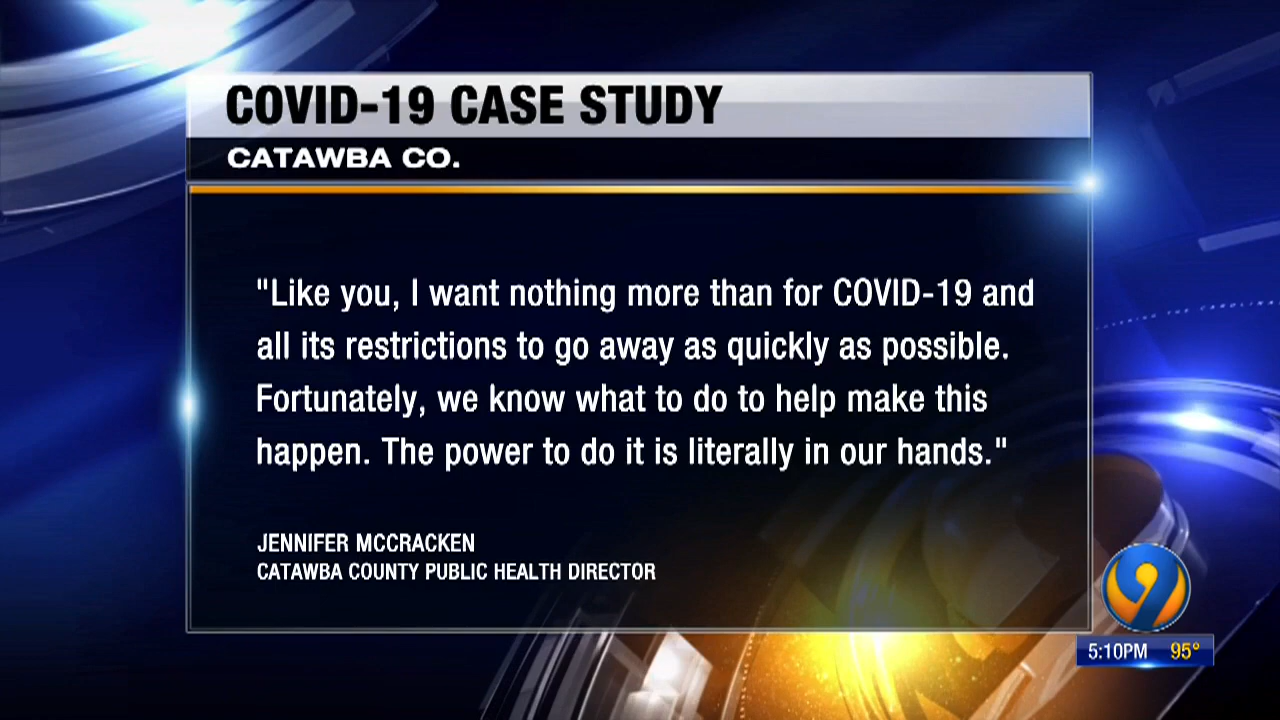 COVID-19 CASE STUDY
CATAWBA CO.
"Like you, I want nothing more than for COVID-19 and
all its restrictions to go away as quickly as possible.
Fortunately, we know what to do to help make this
happen. The power to do it is literally in our hands."
JENNIFER MCCRACKEN
CATAWBA COUNTY PUBLIC HEALTH DIRECTOR
9
5:10PM 95°